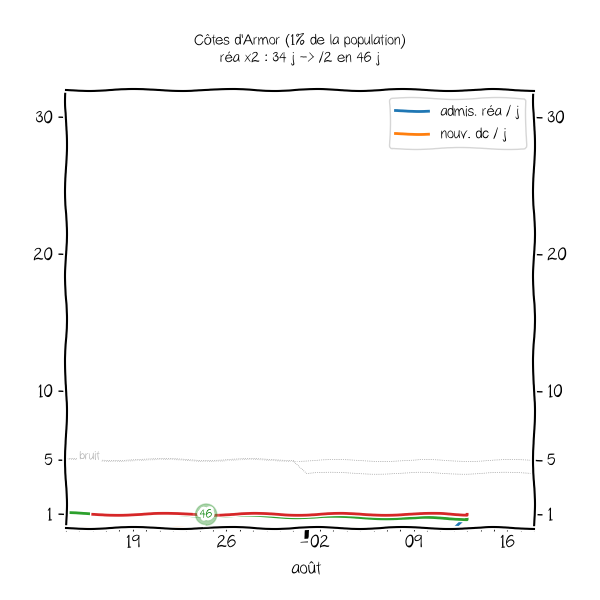 Côtes d'Armor (1% de la population)
réa x2 : 34 j -> /2 en 46 j
admis. réa / j
nouv. dc / j
30 30
20 20
10 10
5 bruit 5
1 46 1
19 26 02 09 16
août